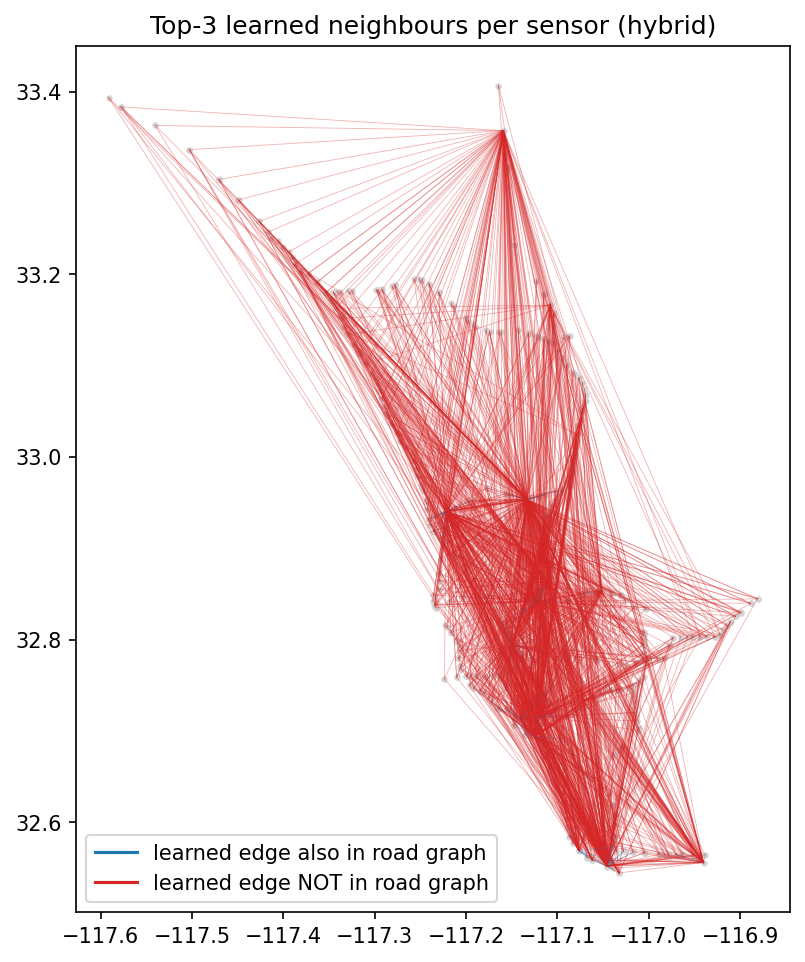 Top-3 learned neighbours per sensor (hybrid)
33.4
33.2
33.0
32.8
32.6
learned edge also in road graph
learned edge NOT in road graph
−117.6 −117.5 −117.4 −117.3 −117.2 −117.1 −117.0 −116.9